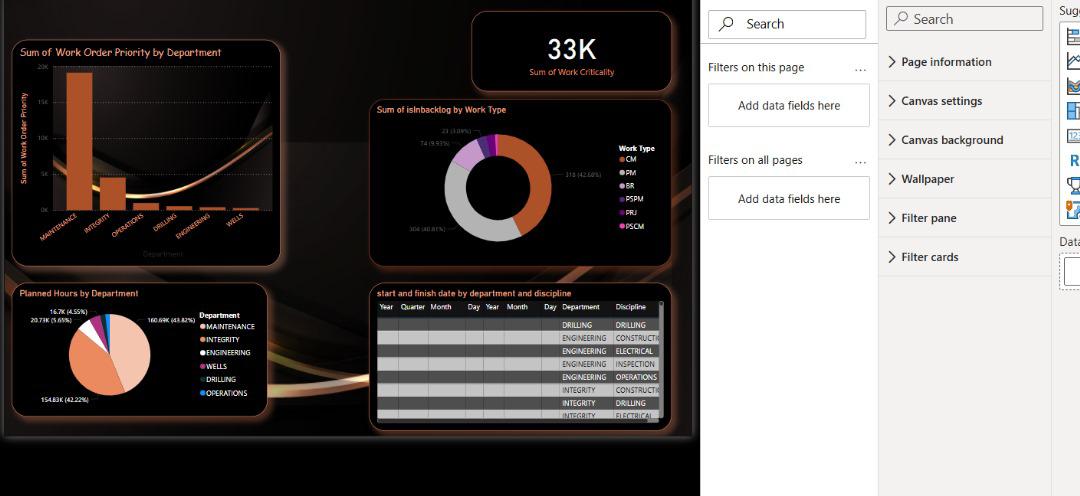 Sum of Work Order Priority by Department
20K
15K
10K
5K
0K
Sum of Work Order Priority
MAINTENANCE
INTEGRITY
OPERATIONS
DRILLING
ENGINEERING
WELLS
Department
33K
Sum of Work Criticality
Sum of isInbacklog by Work Type
23 (3.09%)
74 (9.93%)
318 (42.68%)
304 (40.81%)
Work Type
CM
PM
BR
PSPM
PRJ
PSCM
Planned Hours by Department
16.7K (4.55%)
20.73K (5.65%)
160.69K (43.82%)
154.83K (42.22%)
Department
MAINTENANCE
INTEGRITY
ENGINEERING
WELLS
DRILLING
OPERATIONS
start and finish date by department and discipline
Year Quarter Month Day Year Month Day Department Discipline
DRILLING DRILLING
ENGINEERING CONSTRUCTIO
ENGINEERING ELECTRICAL
ENGINEERING INSPECTION
ENGINEERING OPERATIONS
INTEGRITY CONSTRUCTIO
INTEGRITY DRILLING
INTEGRITY ELECTRICAL
Search
Filters on this page ...
Add data fields here
Filters on all pages ...
Add data fields here
Search
Page information
Canvas settings
Canvas background
Wallpaper
Filter pane
Filter cards
Sugg
123
R
Data